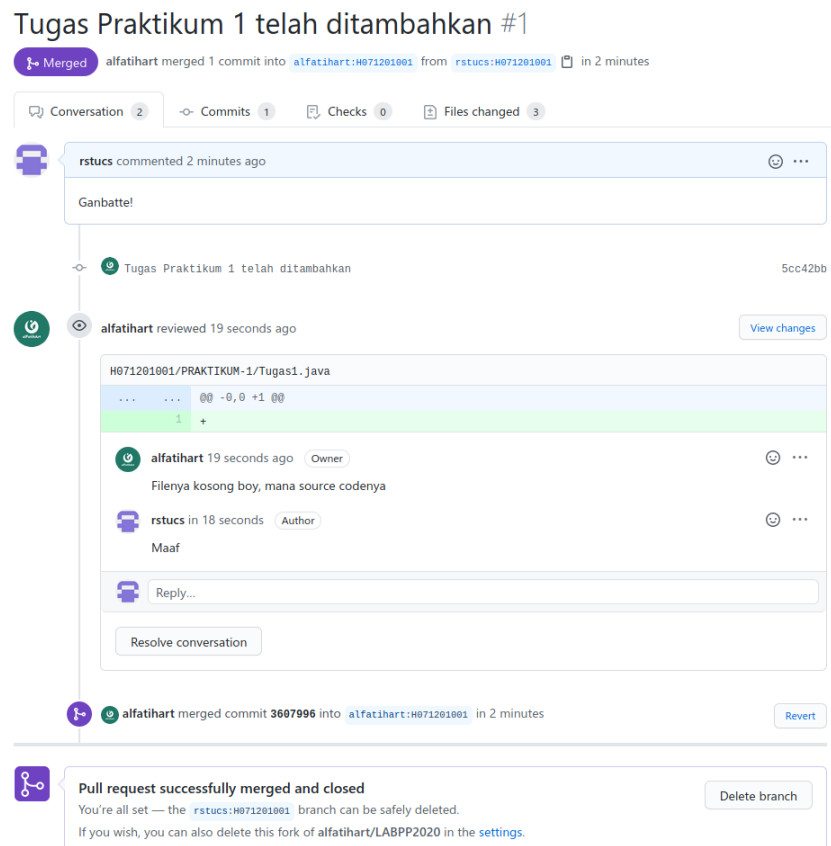 Tugas Praktikum 1 telah ditambahkan #1
Merged alfatihart merged 1 commit into alfatihart:H071201001 from rstucs:H071201001 in 2 minutes
Conversation 2 Commits 1 Checks 0 Files changed 3
rstucs commented 2 minutes ago
Ganbatte!
Tugas Praktikum 1 telah ditambahkan 5cc42bb
alfatihart reviewed 19 seconds ago View changes
H071201001/PRAKTIKUM-1/Tugas1.java
... ... @@ -0,0 +1 @@
1 +
alfatihart 19 seconds ago Owner
Filenya kosong boy, mana source codenya
rstucs in 18 seconds Author
Maaf
Reply...
Resolve conversation
alfatihart merged commit 3607996 into alfatihart:H071201001 in 2 minutes Revert
Pull request successfully merged and closed
You're all set — the rstucs:H071201001 branch can be safely deleted. Delete branch
If you wish, you can also delete this fork of alfatihart/LABPP2020 in the settings.